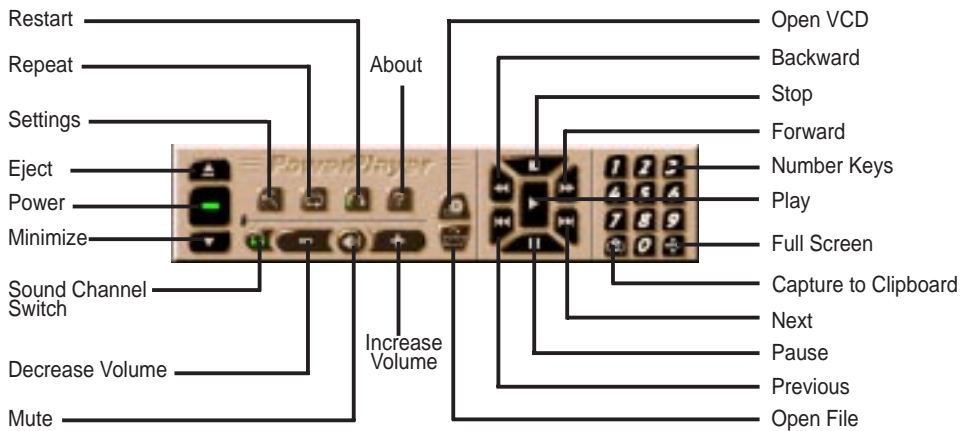 Restart
Repeat
Settings
Eject
Power
Minimize
Sound Channel
Switch
Decrease Volume
Mute
About
Increase
Volume
PowerPlayer
?
1 2 3
4 5 6
7 8 9
0
Open VCD
Backward
Stop
Forward
Number Keys
Play
Full Screen
Capture to Clipboard
Next
Pause
Previous
Open File